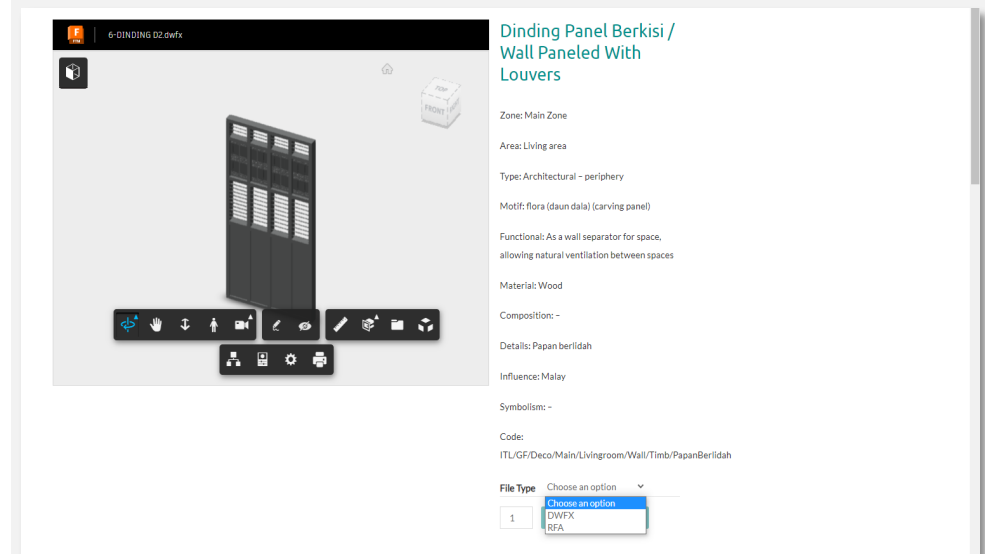 6-DINDING D2.dwfx
TOP
FRONT
Dinding Panel Berkisi /
Wall Paneled With
Louvers
Zone: Main Zone
Area: Living area
Type: Architectural – periphery
Motif: flora (daun dala) (carving panel)
Functional: As a wall separator for space,
allowing natural ventilation between spaces
Material: Wood
Composition: –
Details: Papan berlidah
Influence: Malay
Symbolism: –
Code:
ITL/GF/Deco/Main/Livingroom/Wall/Timb/PapanBerlidah
File Type Choose an option
Choose an option
1 DWFX
RFA